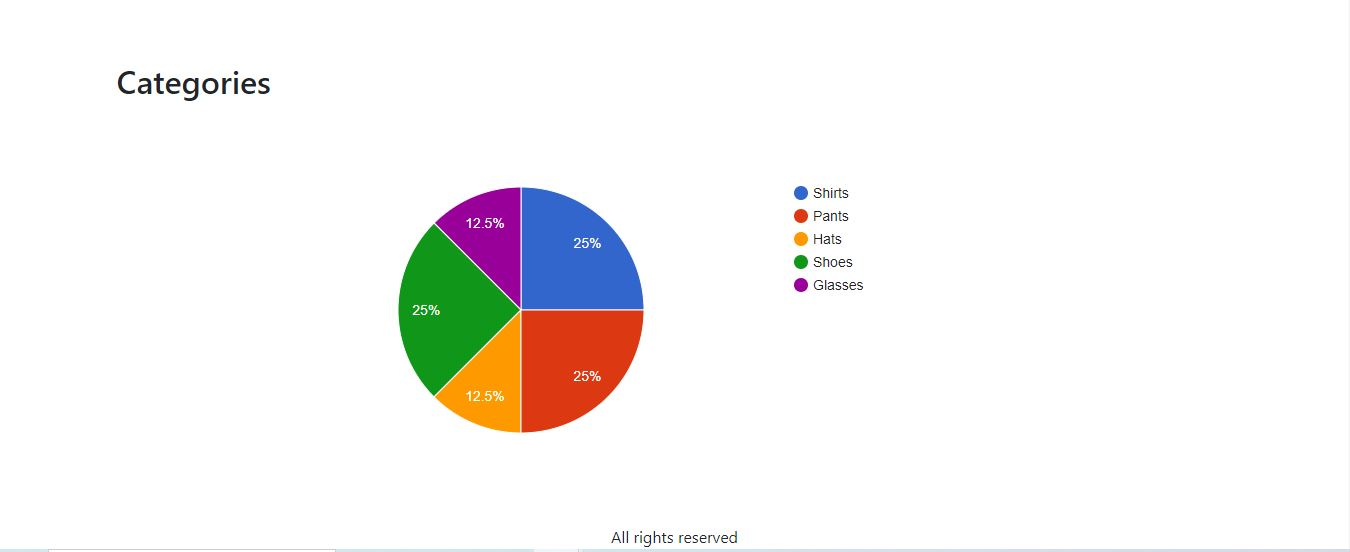 Categories
12.5%
25%
25%
12.5%
25%
Shirts
Pants
Hats
Shoes
Glasses
All rights reserved